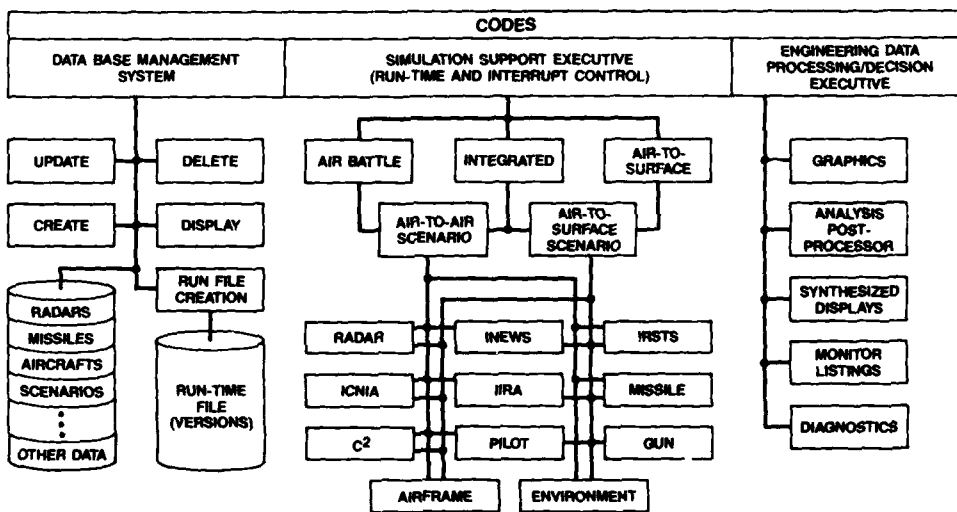 CODES
DATA BASE MANAGEMENT
SYSTEM
SIMULATION SUPPORT EXECUTIVE
(RUN-TIME AND INTERRUPT CONTROL)
ENGINEERING DATA
PROCESSING/DECISION
EXECUTIVE
UPDATE
DELETE
CREATE
DISPLAY
RUN FILE
CREATION
RADARS
MISSILES
AIRCRAFTS
SCENARIOS
OTHER DATA
RUN-TIME
FILE
(VERSIONS)
AIR BATTLE
INTEGRATED
AIR-TO-
SURFACE
AIR-TO-AIR
SCENARIO
AIR-TO-
SURFACE
SCENARIO
RADAR
INEWS
IRSTS
ICNIA
IIRA
MISSILE
C²
PILOT
GUN
AIRFRAME
ENVIRONMENT
GRAPHICS
ANALYSIS
POST-
PROCESSOR
SYNTHESIZED
DISPLAYS
MONITOR
LISTINGS
DIAGNOSTICS